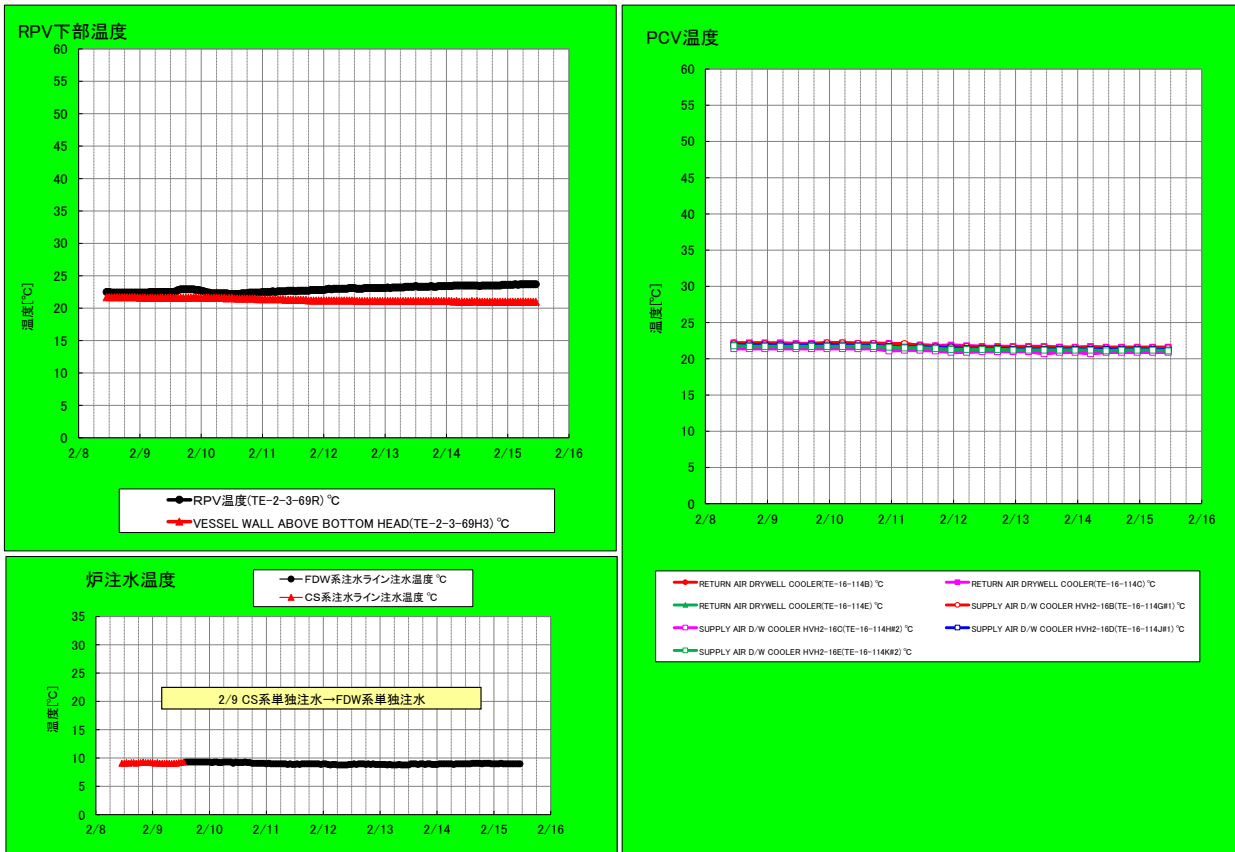 RPV下部温度
60
55
50
45
40
35
30
25
20
15
10
5
0
温度[℃]
2/8 2/9 2/10 2/11 2/12 2/13 2/14 2/15 2/16
RPV温度(TE-2-3-69R) ℃
VESSEL WALL ABOVE BOTTOM HEAD(TE-2-3-69H3) ℃
炉注水温度
FDW系注水ライン注水温度 ℃
CS系注水ライン注水温度 ℃
35
30
25
20
15
10
5
0
温度[℃]
2/9 CS系単独注水→FDW系単独注水
2/8 2/9 2/10 2/11 2/12 2/13 2/14 2/15 2/16
PCV温度
60
55
50
45
40
35
30
25
20
15
10
5
0
温度[℃]
2/8 2/9 2/10 2/11 2/12 2/13 2/14 2/15 2/16
RETURN AIR DRYWELL COOLER(TE-16-114B) ℃
RETURN AIR DRYWELL COOLER(TE-16-114C) ℃
RETURN AIR DRYWELL COOLER(TE-16-114E) ℃
SUPPLY AIR D/W COOLER HVH2-16B(TE-16-114G#1) ℃
SUPPLY AIR D/W COOLER HVH2-16C(TE-16-114H#2) ℃
SUPPLY AIR D/W COOLER HVH2-16D(TE-16-114J#1) ℃
SUPPLY AIR D/W COOLER HVH2-16E(TE-16-114K#2) ℃